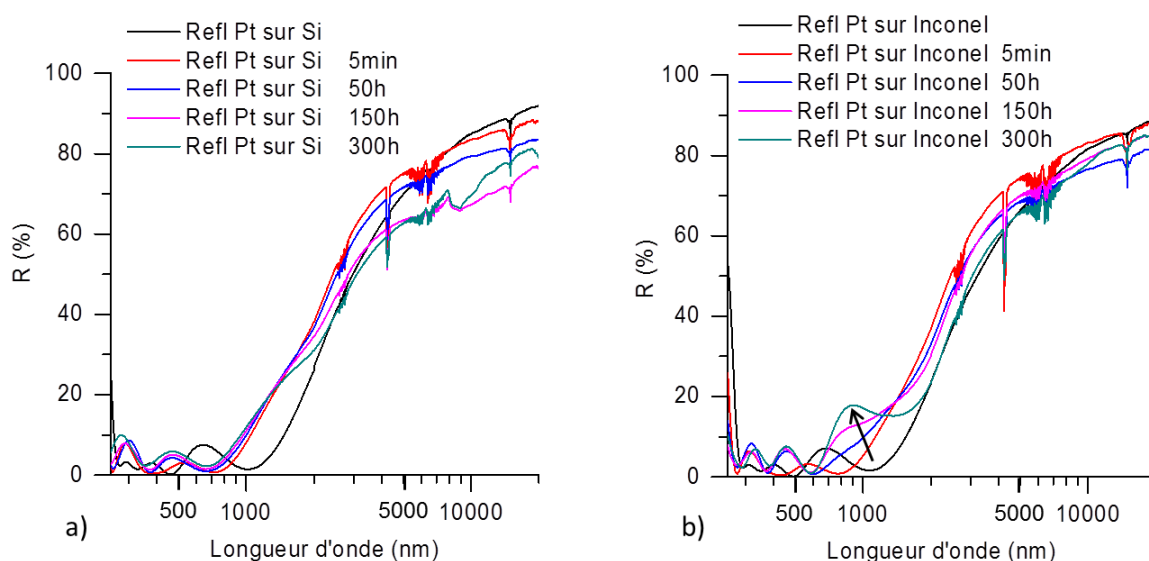 Refl Pt sur Si
Refl Pt sur Si 5min
Refl Pt sur Si 50h
Refl Pt sur Si 150h
Refl Pt sur Si 300h
100
80
60
40
20
0
R (%)
500
1000
5000
10000
Longueur d'onde (nm)
a)
Refl Pt sur Inconel
Refl Pt sur Inconel 5min
Refl Pt sur Inconel 50h
Refl Pt sur Inconel 150h
Refl Pt sur Inconel 300h
100
80
60
40
20
0
R (%)
500
1000
5000
10000
Longueur d'onde (nm)
b)